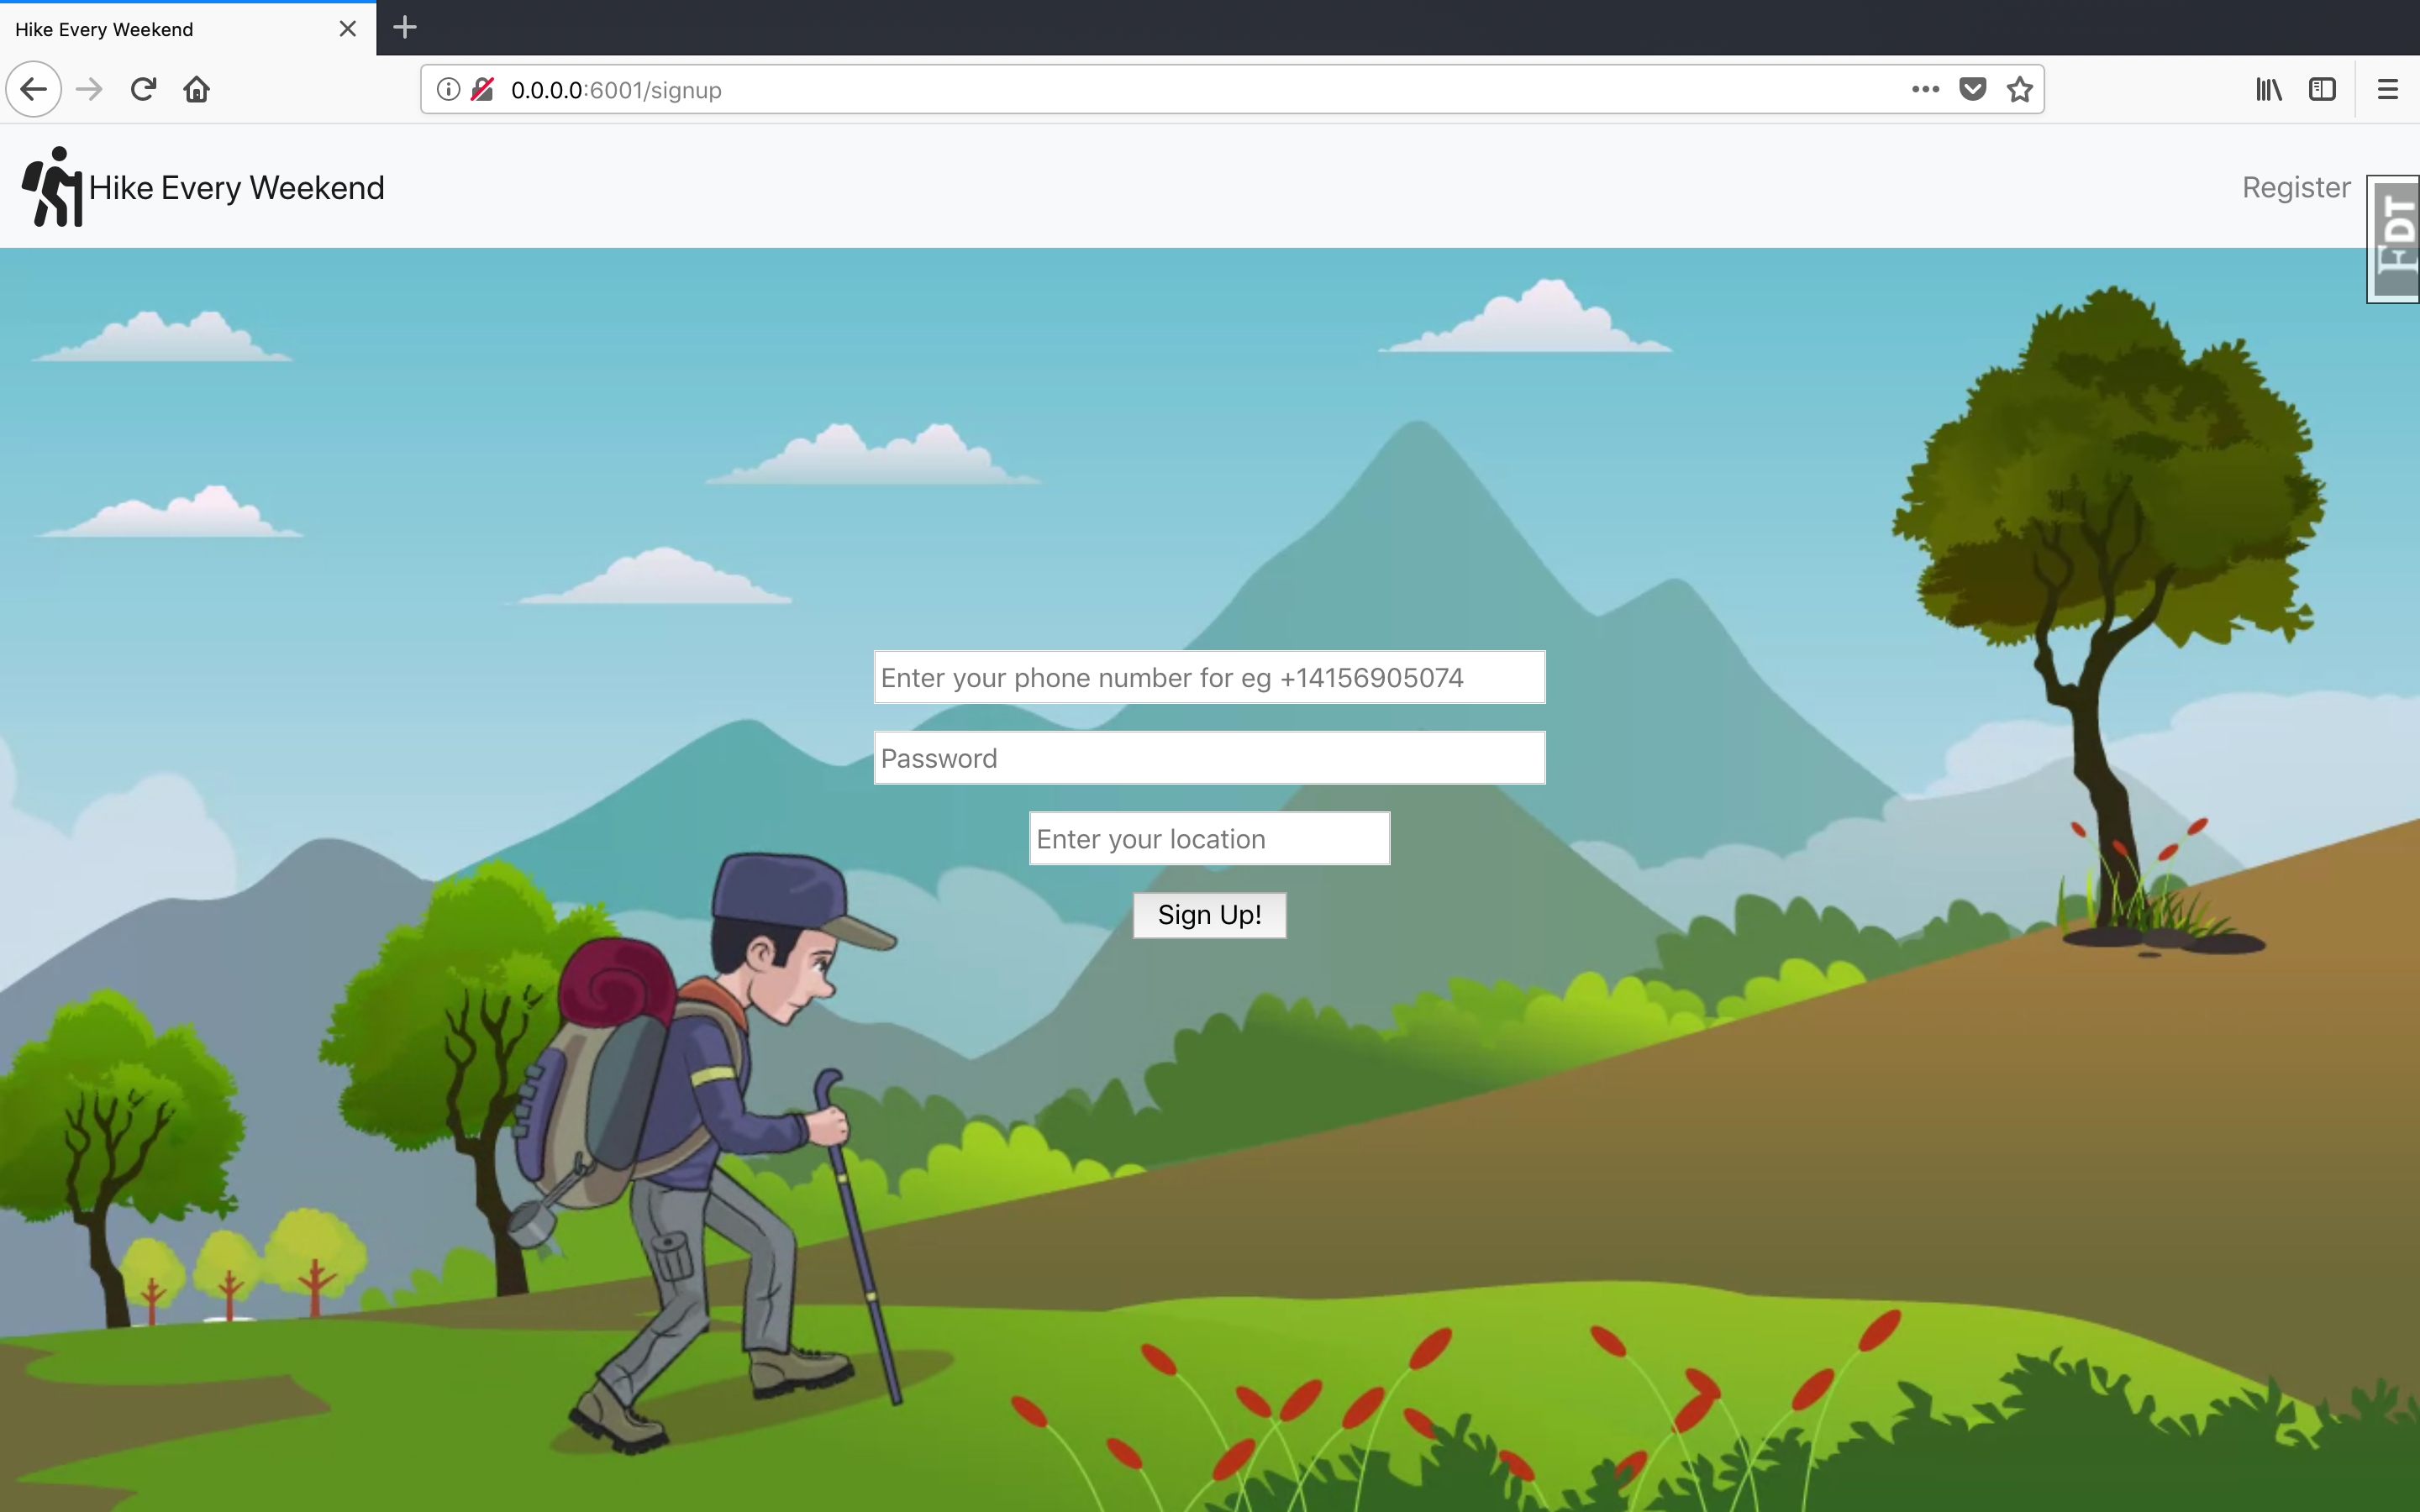 Hike Every Weekend
0.0.0.0:6001/signup
Hike Every Weekend
Register
FDT
Enter your phone number for eg +14156905074
Password
Enter your location
Sign Up!